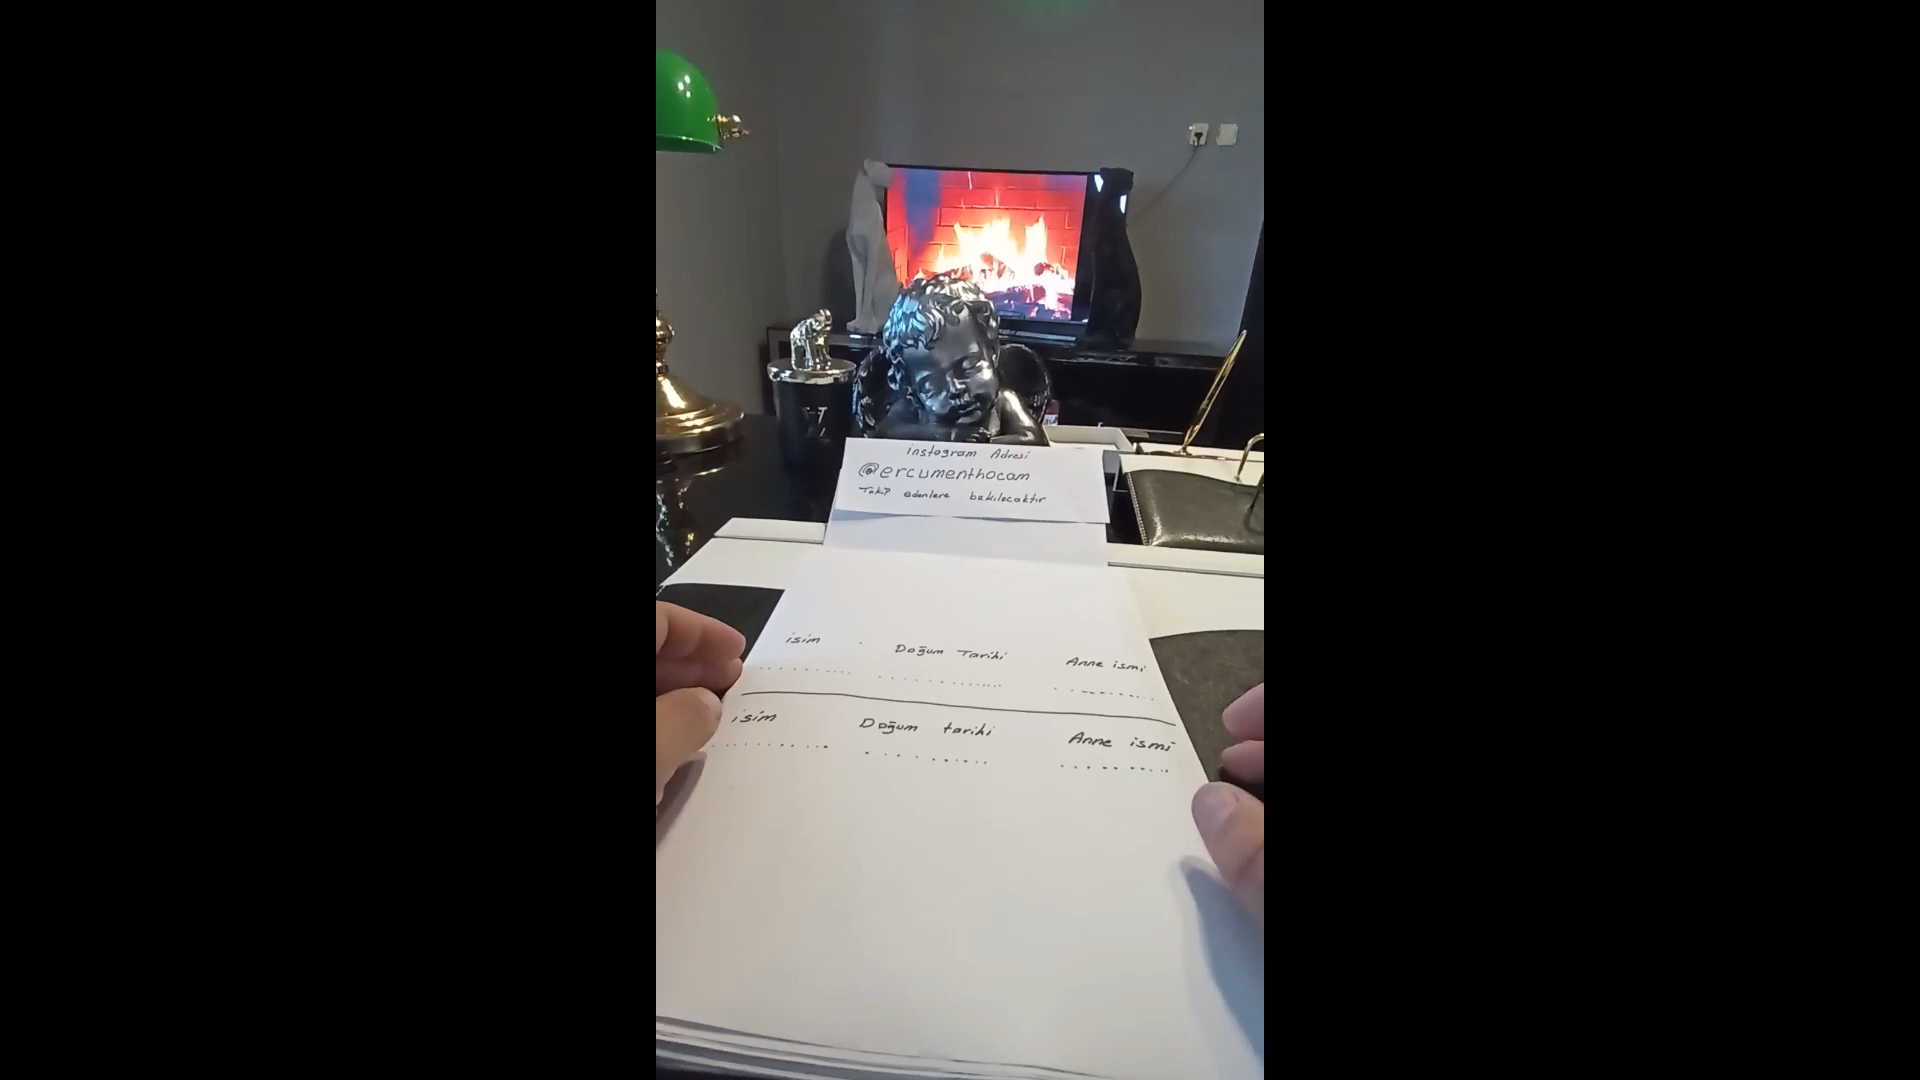 instagram Adresi
@ercumenthocam
Takip edenlere bakılacaktır
isim Doğum Tarihi Anne ismi
isim Doğum tarihi Anne ismi